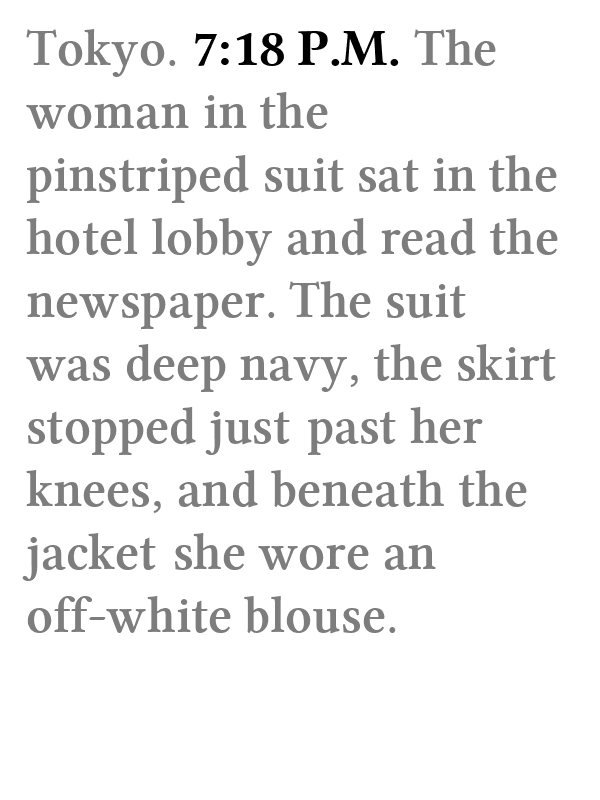 Tokyo. 7:18 P.M. The
woman in the
pinstriped suit sat in the
hotel lobby and read the
newspaper. The suit
was deep navy, the skirt
stopped just past her
knees, and beneath the
jacket she wore an
off-white blouse.